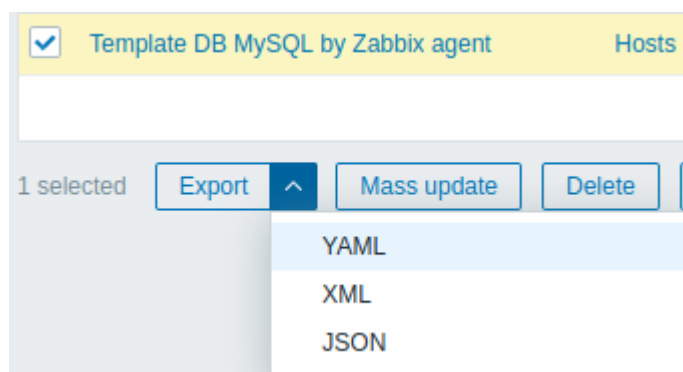 Template DB MySQL by Zabbix agent Hosts
1 selected Export Mass update Delete
YAML
XML
JSON